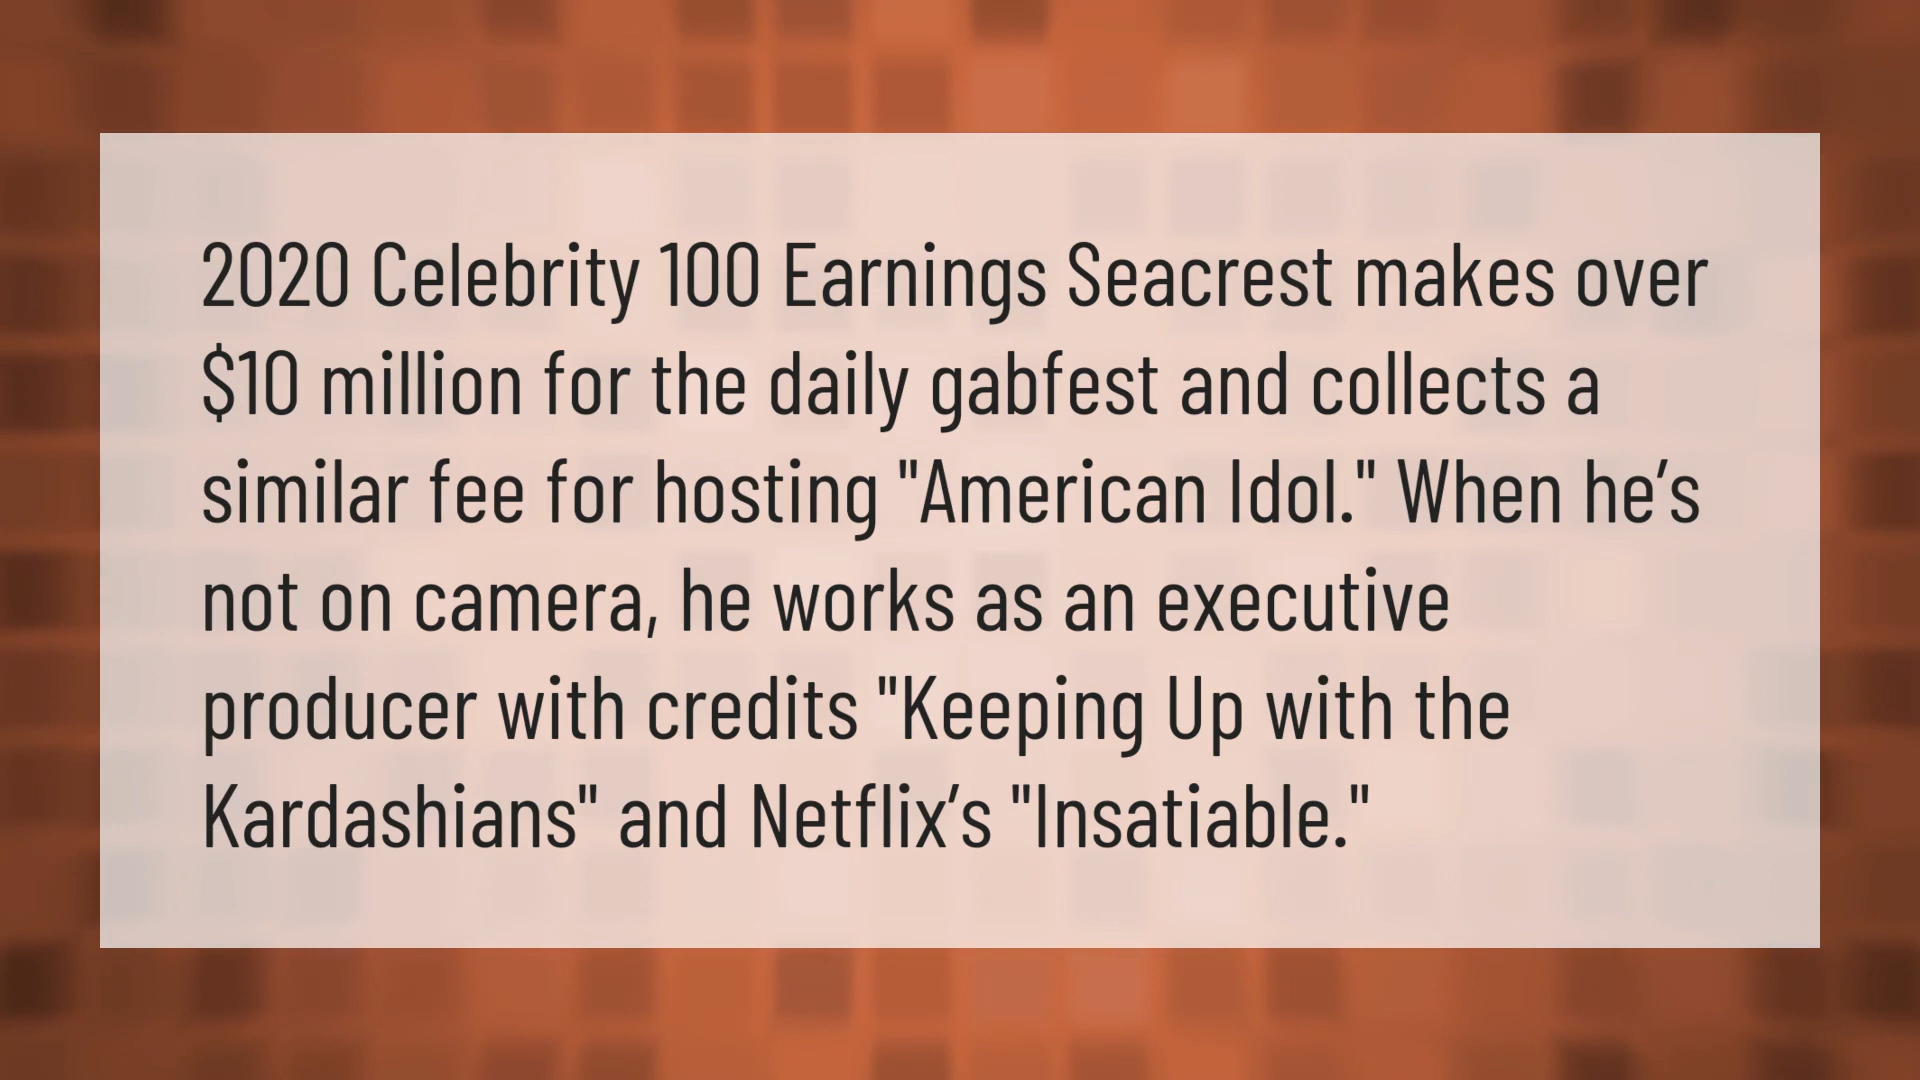 2020 Celebrity 100 Earnings Seacrest makes over
$10 million for the daily gabfest and collects a
similar fee for hosting "American Idol." When he’s
not on camera, he works as an executive
producer with credits "Keeping Up with the
Kardashians" and Netflix’s "Insatiable."